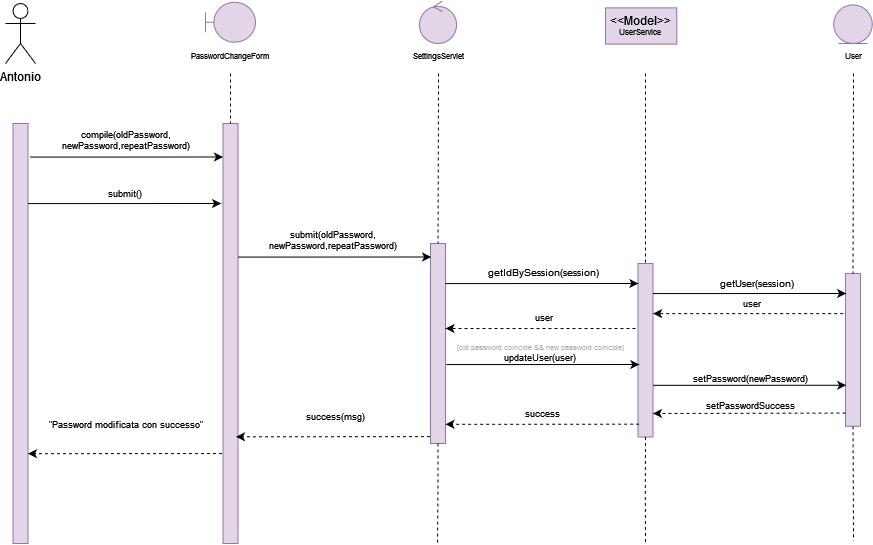 <<Model>>
UserService
PasswordChangeForm
SettingsServlet
User
Antonio
compile(oldPassword,
newPassword,repeatPassword)
submit()
submit(oldPassword,
newPassword,repeatPassword)
getIdBySession(session)
getUser(session)
user
user
[old password coincide && new password coincide]
updateUser(user)
setPassword(newPassword)
setPasswordSuccess
success
success(msg)
"Password modificata con successo"